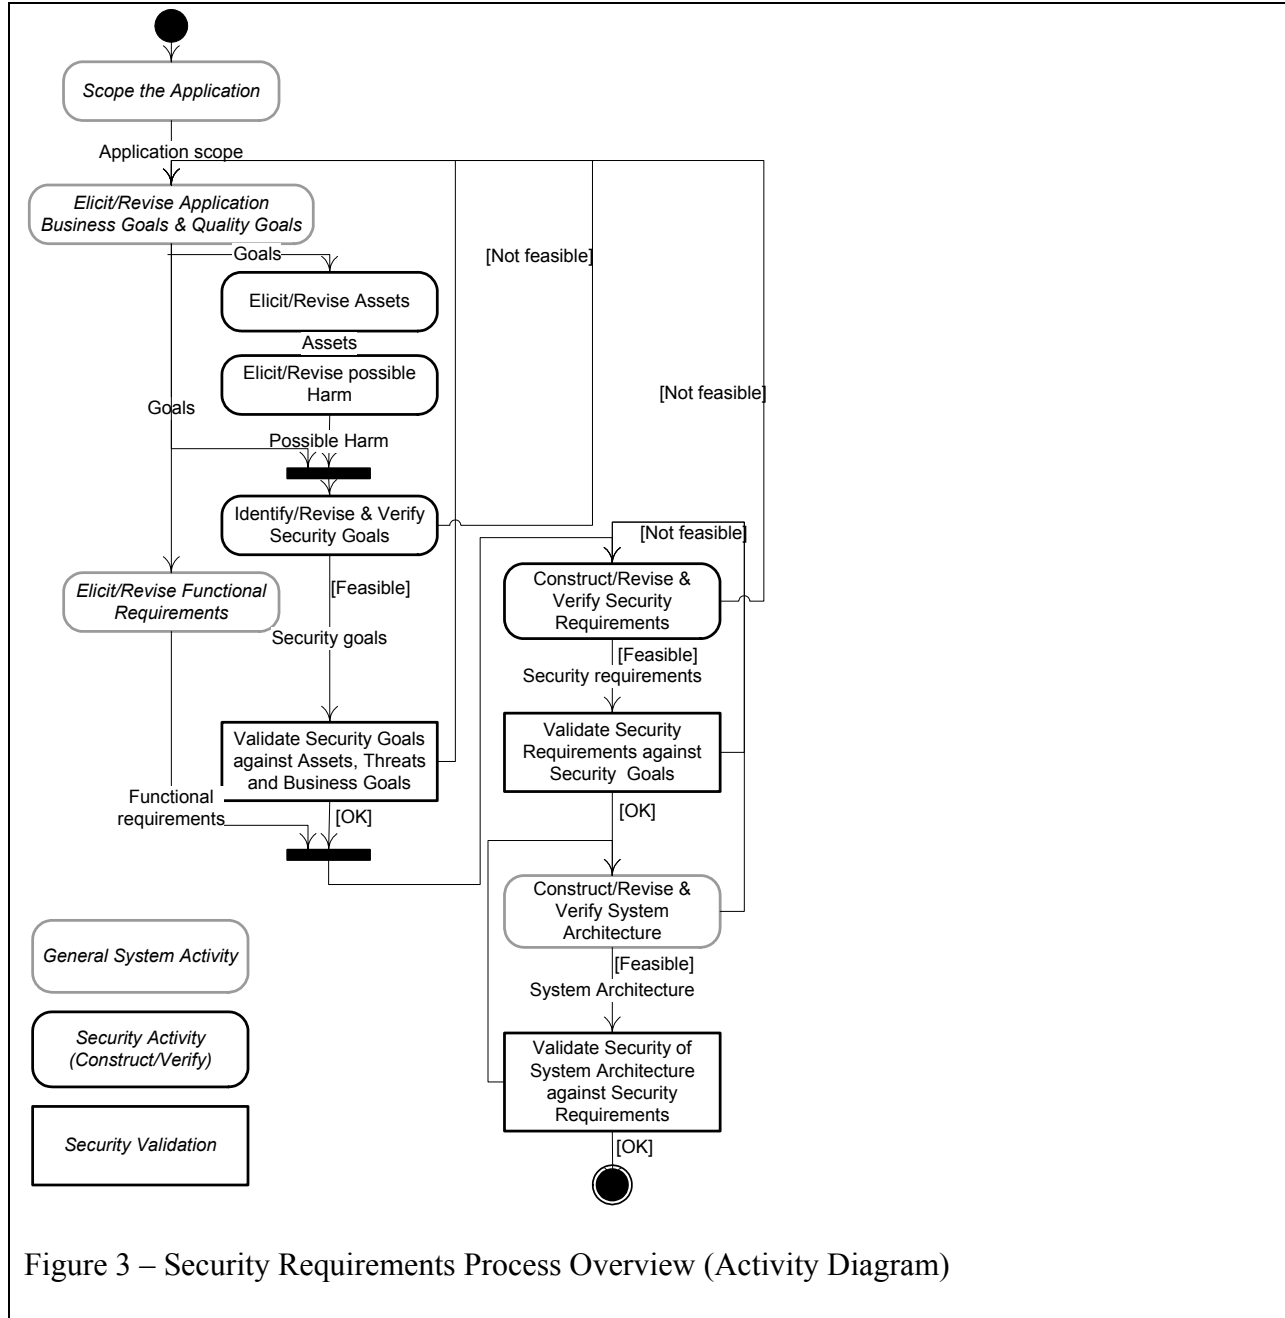 Scope the Application
Application scope
Elicit/Revise Application
Business Goals & Quality Goals
Goals
[Not feasible]
Elicit/Revise Assets
Assets
Elicit/Revise possible
Harm
[Not feasible]
Goals
Possible Harm
Identify/Revise & Verify
Security Goals
[Not feasible]
Elicit/Revise Functional
Requirements
[Feasible]
Security goals
Construct/Revise &
Verify Security
Requirements
[Feasible]
Security requirements
Validate Security Goals
against Assets, Threats
and Business Goals
Validate Security
Requirements against
Security Goals
Functional
requirements
[OK]
[OK]
Construct/Revise &
Verify System
Architecture
[Feasible]
System Architecture
General System Activity
Security Activity
(Construct/Verify)
Security Validation
Validate Security of
System Architecture
against Security
Requirements
[OK]
Figure 3 – Security Requirements Process Overview (Activity Diagram)